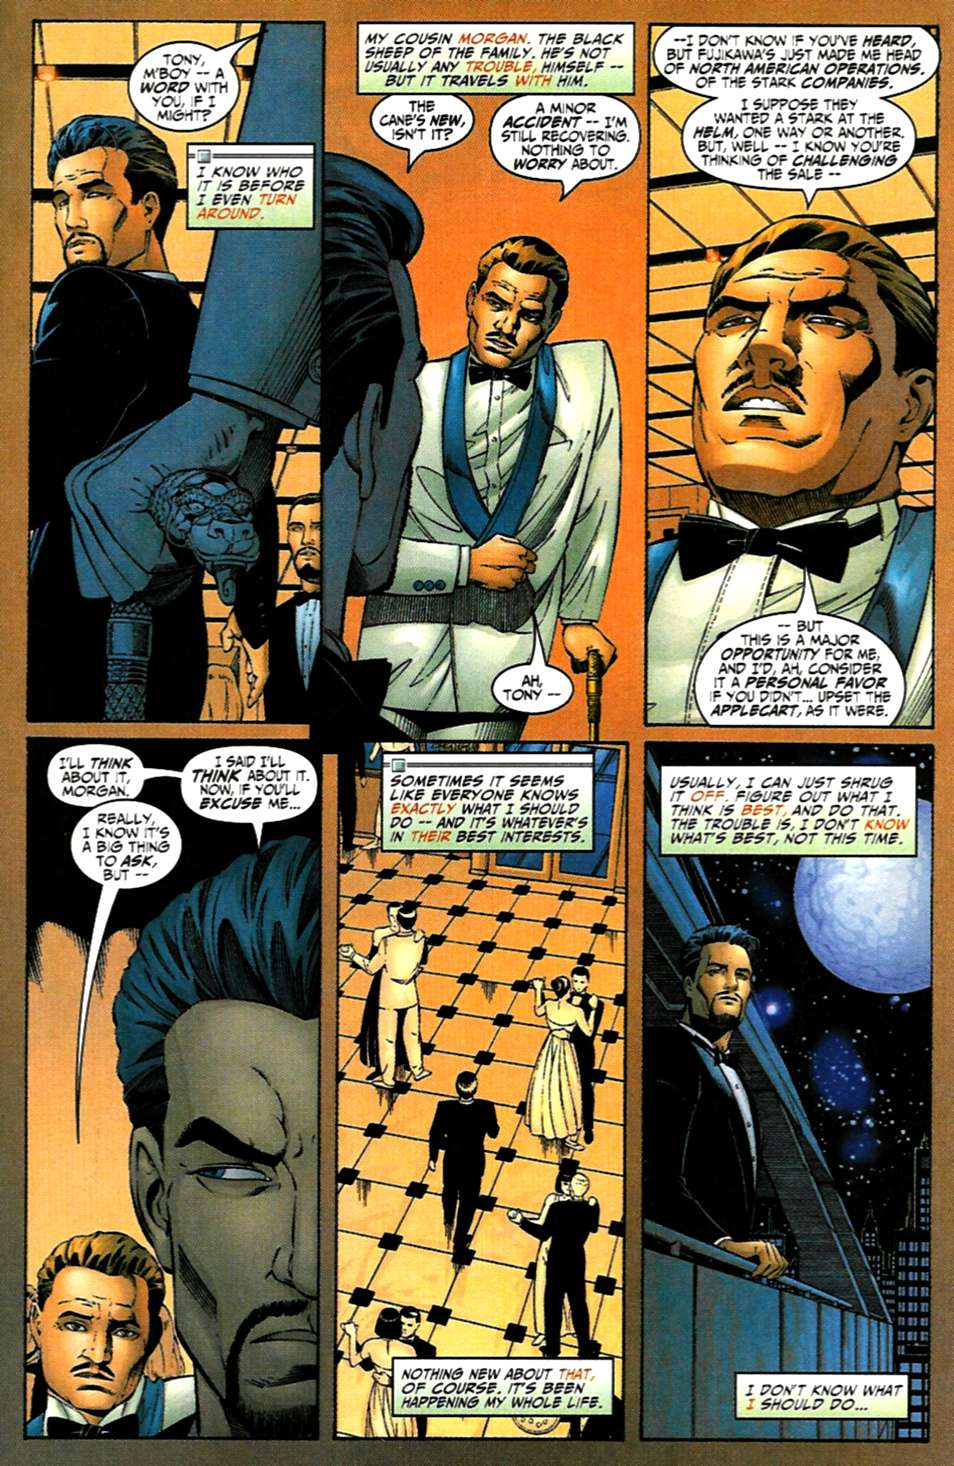 TONY,
M'BOY -- A
WORD WITH
YOU, IF I
MIGHT?
I KNOW WHO
IT IS BEFORE
I EVEN TURN
AROUND.
MY COUSIN MORGAN. THE BLACK
SHEEP OF THE FAMILY. HE'S NOT
USUALLY ANY TROUBLE, HIMSELF --
BUT IT TRAVELS WITH HIM.
THE
CANE'S NEW,
ISN'T IT?
A MINOR
ACCIDENT -- I'M
STILL RECOVERING.
NOTHING TO
WORRY ABOUT.
AH,
TONY --
--I DON'T KNOW IF YOU'VE HEARD,
BUT FUJIKAWA'S JUST MADE ME HEAD
OF NORTH AMERICAN OPERATIONS.
OF THE STARK COMPANIES.
I SUPPOSE THEY
WANTED A STARK AT THE
HELM, ONE WAY OR ANOTHER.
BUT, WELL -- I KNOW YOU'RE
THINKING OF CHALLENGING
THE SALE --
-- BUT
THIS IS A MAJOR
OPPORTUNITY FOR ME,
AND I'D, AH, CONSIDER
IT A PERSONAL FAVOR
IF YOU DIDN'T... UPSET THE
APPLECART, AS IT WERE.
I'LL THINK
ABOUT IT,
MORGAN.
REALLY,
I KNOW IT'S
A BIG THING
TO ASK,
BUT --
I SAID I'LL
THINK ABOUT IT.
NOW, IF YOU'LL
EXCUSE ME...
SOMETIMES IT SEEMS
LIKE EVERYONE KNOWS
EXACTLY WHAT I SHOULD
DO -- AND IT'S WHATEVER'S
IN THEIR BEST INTERESTS.
NOTHING NEW ABOUT THAT,
OF COURSE. IT'S BEEN
HAPPENING MY WHOLE LIFE.
USUALLY, I CAN JUST SHRUG
IT OFF. FIGURE OUT WHAT I
THINK IS BEST, AND DO THAT.
THE TROUBLE IS, I DON'T KNOW
WHAT'S BEST, NOT THIS TIME.
I DON'T KNOW WHAT
I SHOULD DO...